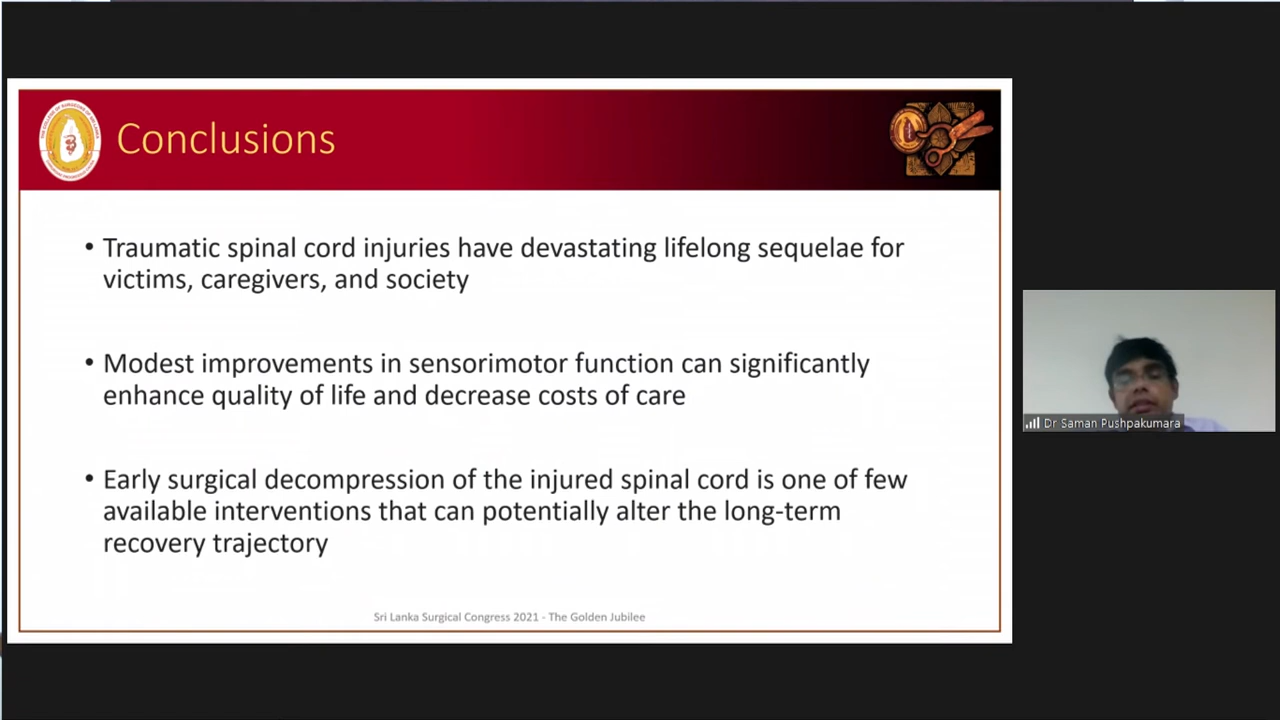 Conclusions
• Traumatic spinal cord injuries have devastating lifelong sequelae for
victims, caregivers, and society
• Modest improvements in sensorimotor function can significantly
enhance quality of life and decrease costs of care
• Early surgical decompression of the injured spinal cord is one of few
available interventions that can potentially alter the long-term
recovery trajectory
Sri Lanka Surgical Congress 2021 - The Golden Jubilee
Dr Saman Pushpakumara